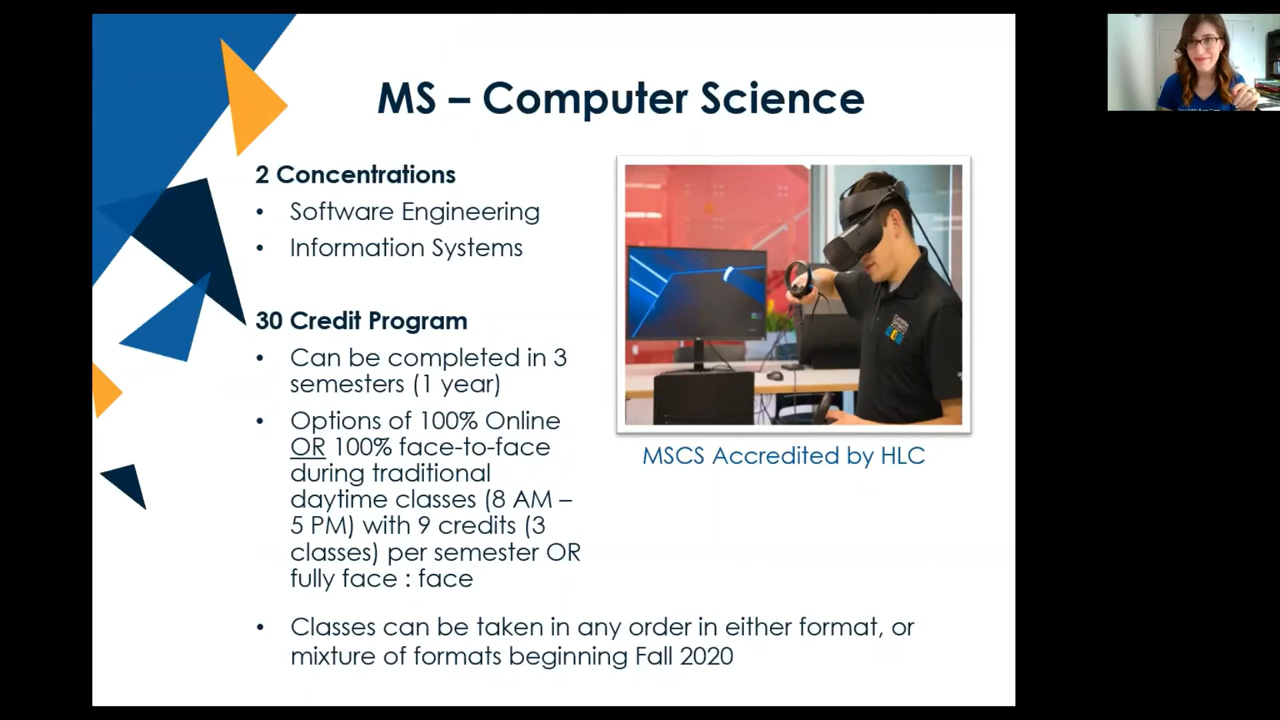 MS – Computer Science
2 Concentrations
• Software Engineering
• Information Systems
30 Credit Program
• Can be completed in 3
semesters (1 year)
• Options of 100% Online
OR 100% face-to-face
during traditional
daytime classes (8 AM –
5 PM) with 9 credits (3
classes) per semester OR
fully face : face
• Classes can be taken in any order in either format, or
mixture of formats beginning Fall 2020
MSCS Accredited by HLC